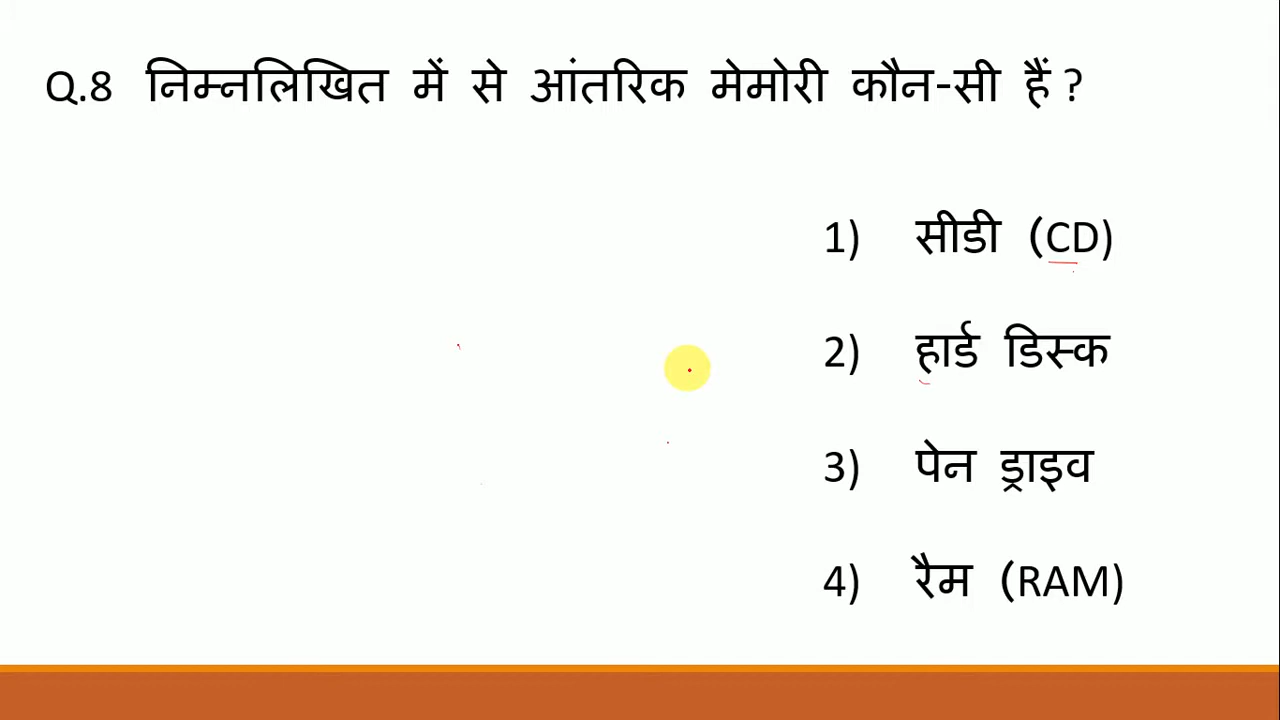 Q.8 निम्नलिखित में से आंतरिक मेमोरी कौन-सी हैं ?
1) सीडी (CD)
2) हार्ड डिस्क
3) पेन ड्राइव
4) रैम (RAM)